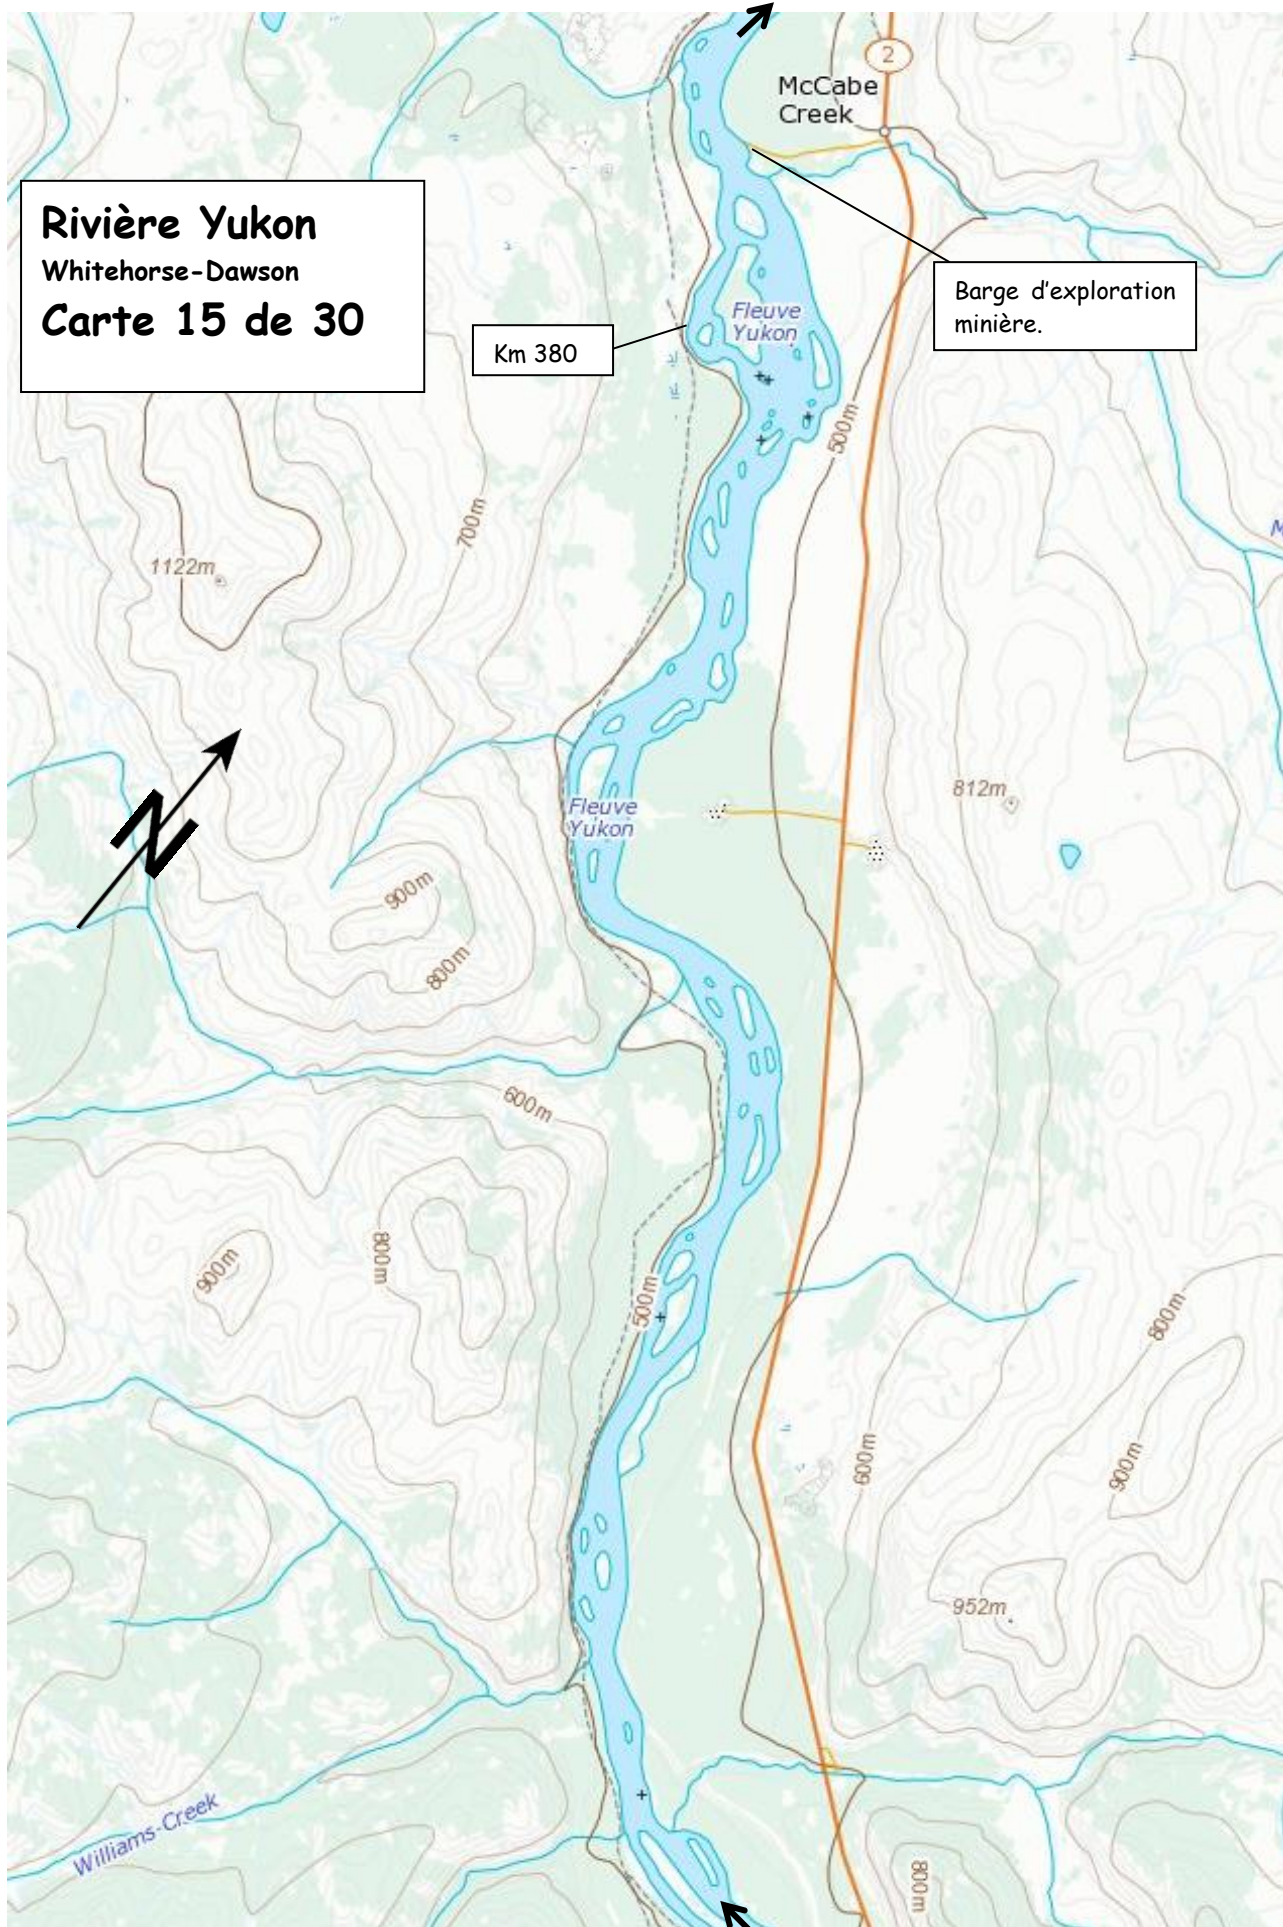 2
McCabe
Creek
Rivière Yukon
Whitehorse-Dawson
Carte 15 de 30
Barge d'exploration
minière.
Fleuve
Yukon
Km 380
500m
700m
M
1122m
N
812m
Fleuve
Yukon
900m
800m
600m
900m
800m
500m
800m
600m
900m
952m
Williams-Creek
800m